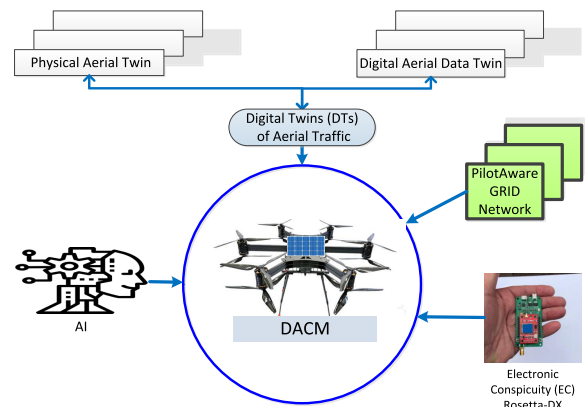 Physical Aerial Twin
Digital Aerial Data Twin
Digital Twins (DTs)
of Aerial Traffic
PilotAware
GRID
Network
AI
DACM
Electronic
Conspicuity (EC)
Rosetta-DX